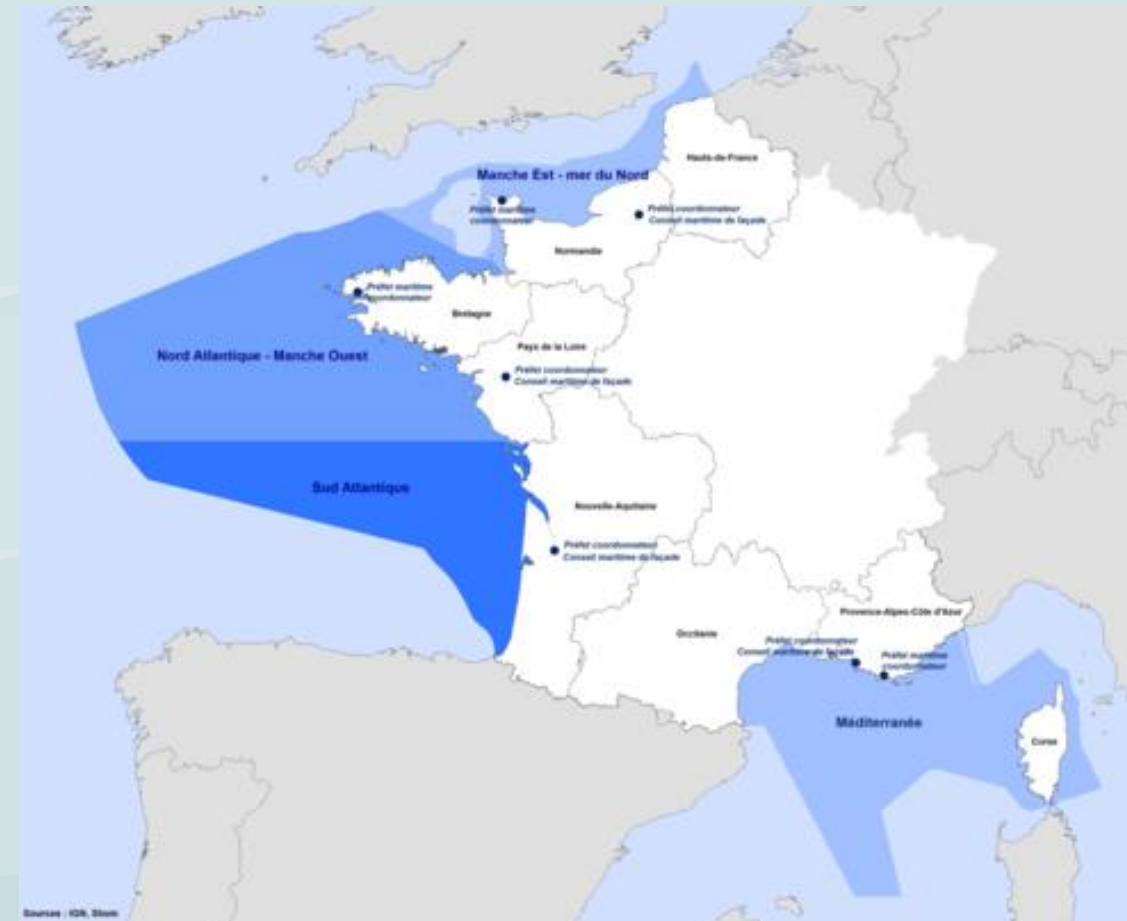 Hauts-de-France
Manche Est - mer du Nord
Préfet maritime
coordonnateur
Préfet coordonnateur
Conseil maritime de façade
Normandie
Préfet maritime
coordonnateur
Bretagne
Pays de la Loire
Nord Atlantique - Manche Ouest
Préfet coordonnateur
Conseil maritime de façade
Sud Atlantique
Nouvelle-Aquitaine
Préfet coordonnateur
Conseil maritime de façade
Provence-Alpes-Côte d'Azur
Occitanie
Préfet coordonnateur
Conseil maritime de façade
Préfet maritime
coordonnateur
Méditerranée
Corse
Sources : IGN, Shom